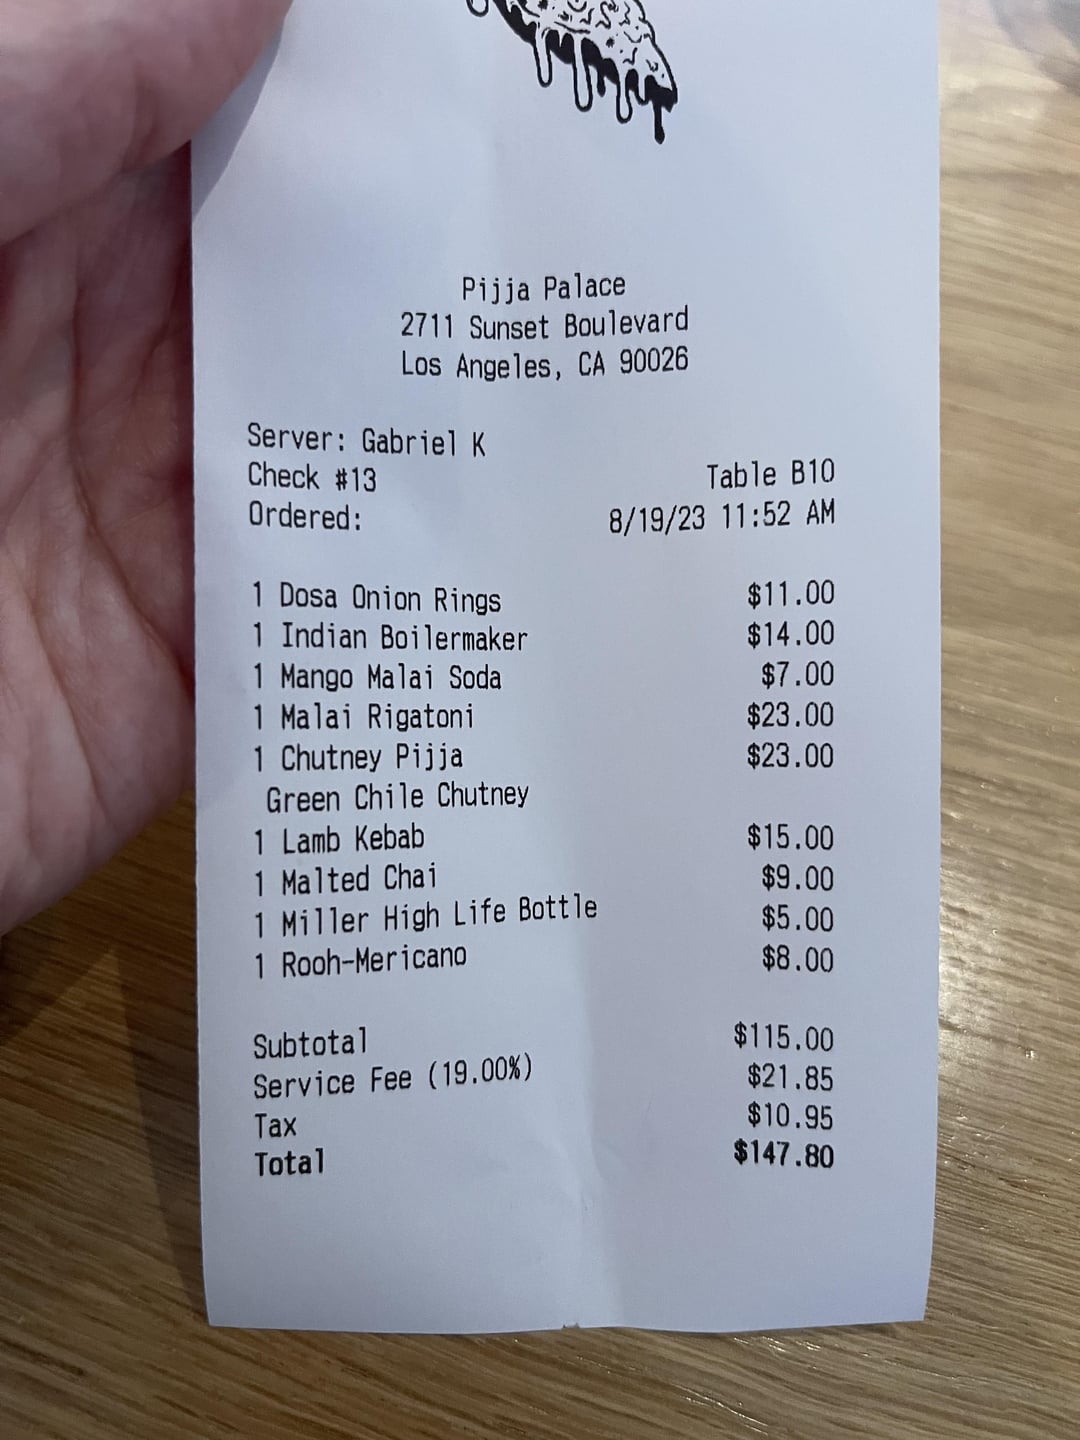 Pijja Palace
2711 Sunset Boulevard
Los Angeles, CA 90026
Server: Gabriel K
Check #13 Table B10
Ordered: 8/19/23 11:52 AM
1 Dosa Onion Rings $11.00
1 Indian Boilermaker $14.00
1 Mango Malai Soda $7.00
1 Malai Rigatoni $23.00
1 Chutney Pijja $23.00
Green Chile Chutney
1 Lamb Kebab $15.00
1 Malted Chai $9.00
1 Miller High Life Bottle $5.00
1 Rooh-Mericano $8.00
Subtotal $115.00
Service Fee (19.00%) $21.85
Tax $10.95
Total $147.80